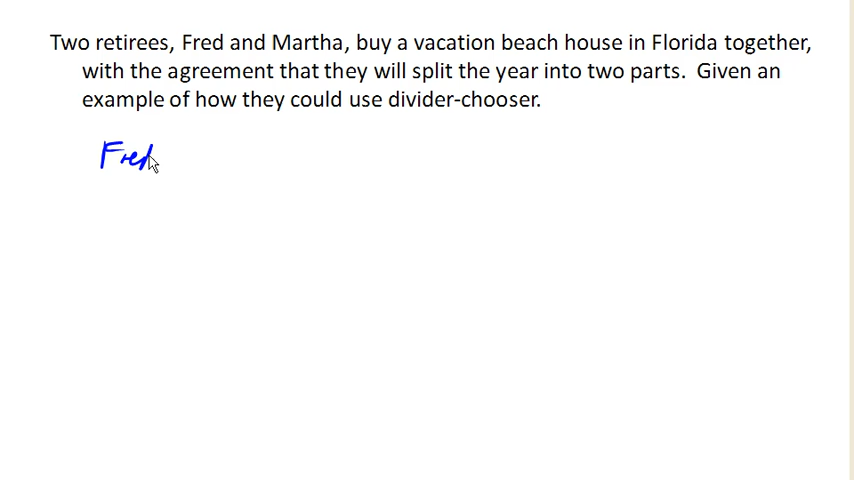 Two retirees, Fred and Martha, buy a vacation beach house in Florida together,
with the agreement that they will split the year into two parts. Given an
example of how they could use divider-chooser.
Fred